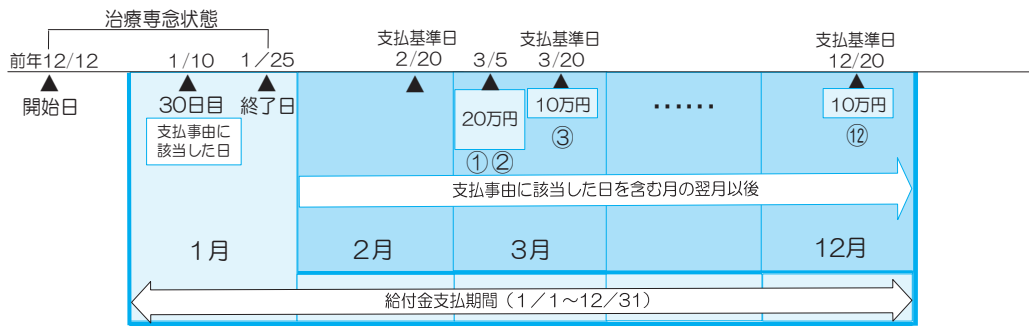 治療専念状態
前年12/12
1/10
1／25
支払基準日
2/20
3/5
支払基準日
3/20
支払基準日
12/20
開始日
30日目
終了日
支払事由に
該当した日
20万円
①②
10万円
③
……
10万円
⑫
支払事由に該当した日を含む月の翌月以後
1月
2月
3月
12月
給付金支払期間（1／1～12／31）